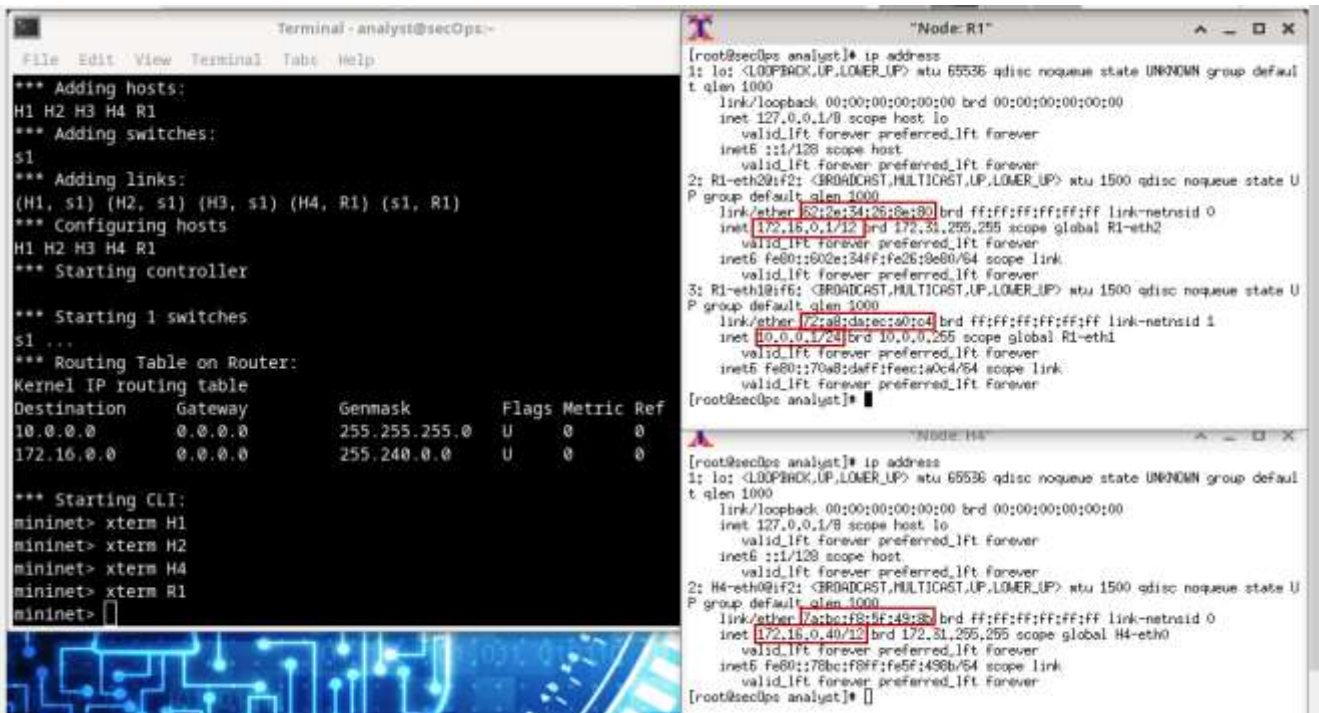 Terminal - analyst@secOps:~
File Edit View Terminal Tabs Help
*** Adding hosts:
H1 H2 H3 H4 R1
*** Adding switches:
s1
*** Adding links:
(H1, s1) (H2, s1) (H3, s1) (H4, R1) (s1, R1)
*** Configuring hosts
H1 H2 H3 H4 R1
*** Starting controller
*** Starting 1 switches
s1 ...
*** Routing Table on Router:
Kernel IP routing table
Destination Gateway Genmask Flags Metric Ref
10.0.0.0 0.0.0.0 255.255.255.0 U 0 0
172.16.0.0 0.0.0.0 255.240.0.0 U 0 0
*** Starting CLI:
mininet> xterm H1
mininet> xterm H2
mininet> xterm H4
mininet> xterm R1
mininet>
"Node: R1"
[root@secOps analyst]# ip address
1: lo: <LOOPBACK,UP,LOWER_UP> mtu 65536 qdisc noqueue state UNKNOWN group defaul
t qlen 1000
link/loopback 00:00:00:00:00:00 brd 00:00:00:00:00:00
inet 127.0.0.1/8 scope host lo
valid_lft forever preferred_lft forever
inet6 ::1/128 scope host
valid_lft forever preferred_lft forever
2: R1-eth2@if2: <BROADCAST,MULTICAST,UP,LOWER_UP> mtu 1500 qdisc noqueue state U
P group default qlen 1000
link/ether 62:2e:34:26:8e:80 brd ff:ff:ff:ff:ff:ff link-netnsid 0
inet 172.16.0.1/12 brd 172.31.255.255 scope global R1-eth2
valid_lft forever preferred_lft forever
inet6 fe80::602e:34ff:fe26:8e80/64 scope link
valid_lft forever preferred_lft forever
3: R1-eth1@if6: <BROADCAST,MULTICAST,UP,LOWER_UP> mtu 1500 qdisc noqueue state U
P group default qlen 1000
link/ether 72:a8:da:ec:a0:c4 brd ff:ff:ff:ff:ff:ff link-netnsid 1
inet 10.0.0.1/24 brd 10.0.0.255 scope global R1-eth1
valid_lft forever preferred_lft forever
inet6 fe80::70a8:daff:feec:a0c4/64 scope link
valid_lft forever preferred_lft forever
[root@secOps analyst]#
"Node: H4"
[root@secOps analyst]# ip address
1: lo: <LOOPBACK,UP,LOWER_UP> mtu 65536 qdisc noqueue state UNKNOWN group defaul
t qlen 1000
link/loopback 00:00:00:00:00:00 brd 00:00:00:00:00:00
inet 127.0.0.1/8 scope host lo
valid_lft forever preferred_lft forever
inet6 ::1/128 scope host
valid_lft forever preferred_lft forever
2: H4-eth0@if2: <BROADCAST,MULTICAST,UP,LOWER_UP> mtu 1500 qdisc noqueue state U
P group default qlen 1000
link/ether 7a:bc:f8:5f:49:8b brd ff:ff:ff:ff:ff:ff link-netnsid 0
inet 172.16.0.40/12 brd 172.31.255.255 scope global H4-eth0
valid_lft forever preferred_lft forever
inet6 fe80::78bc:f8ff:fe5f:498b/64 scope link
valid_lft forever preferred_lft forever
[root@secOps analyst]#